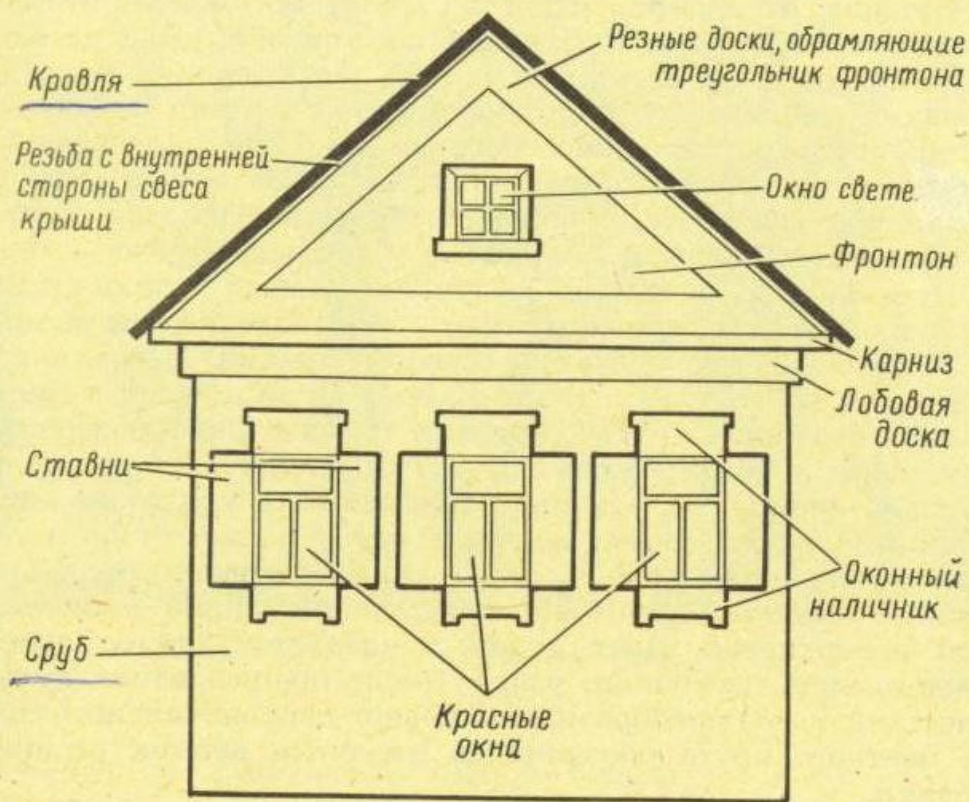 Кровля
Резные доски, обрамляющие
треугольник фронтона
Резьба с внутренней
стороны свеса
крыши
Окно свете
Фронтон
Карниз
Лобовая
доска
Ставни
Оконный
наличник
Сруб
Красные
окна